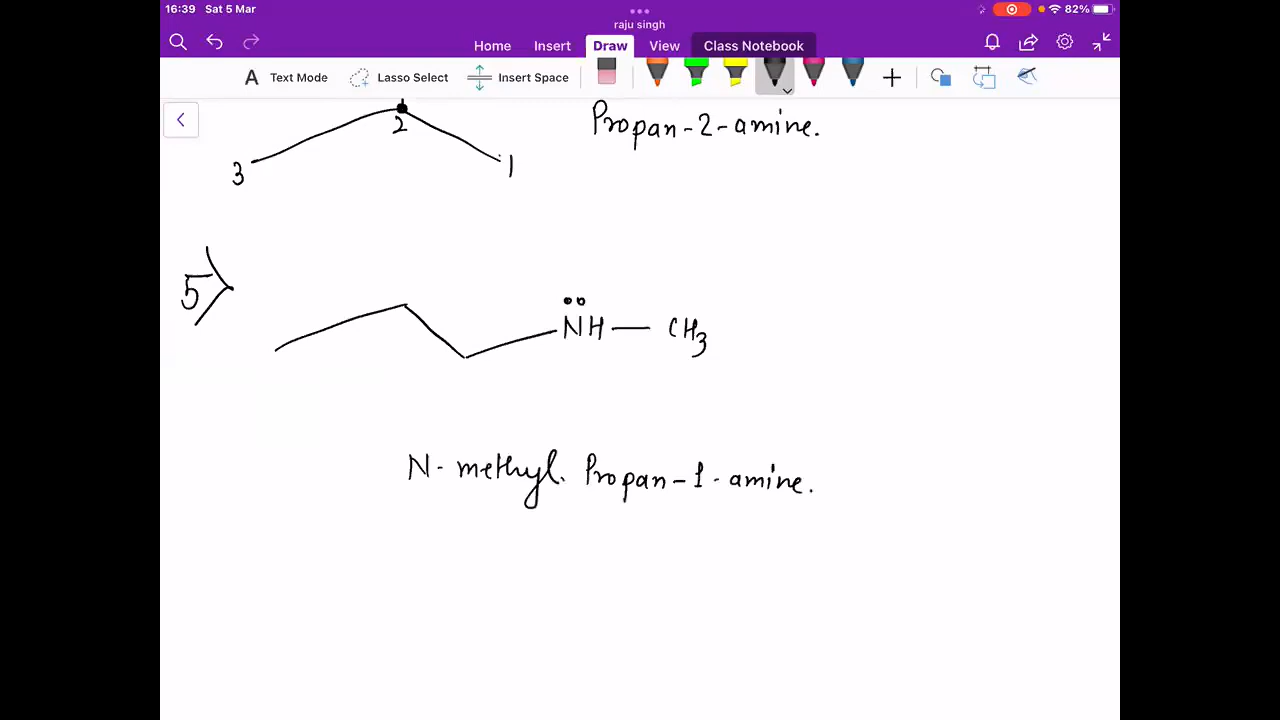 16:39 Sat 5 Mar 82%
raju singh
Home Insert Draw View Class Notebook
A Text Mode Lasso Select Insert Space
2 Propan-2-amine.
3 1
5
N̈H — CH3
N- methyl. Propan-1-amine.